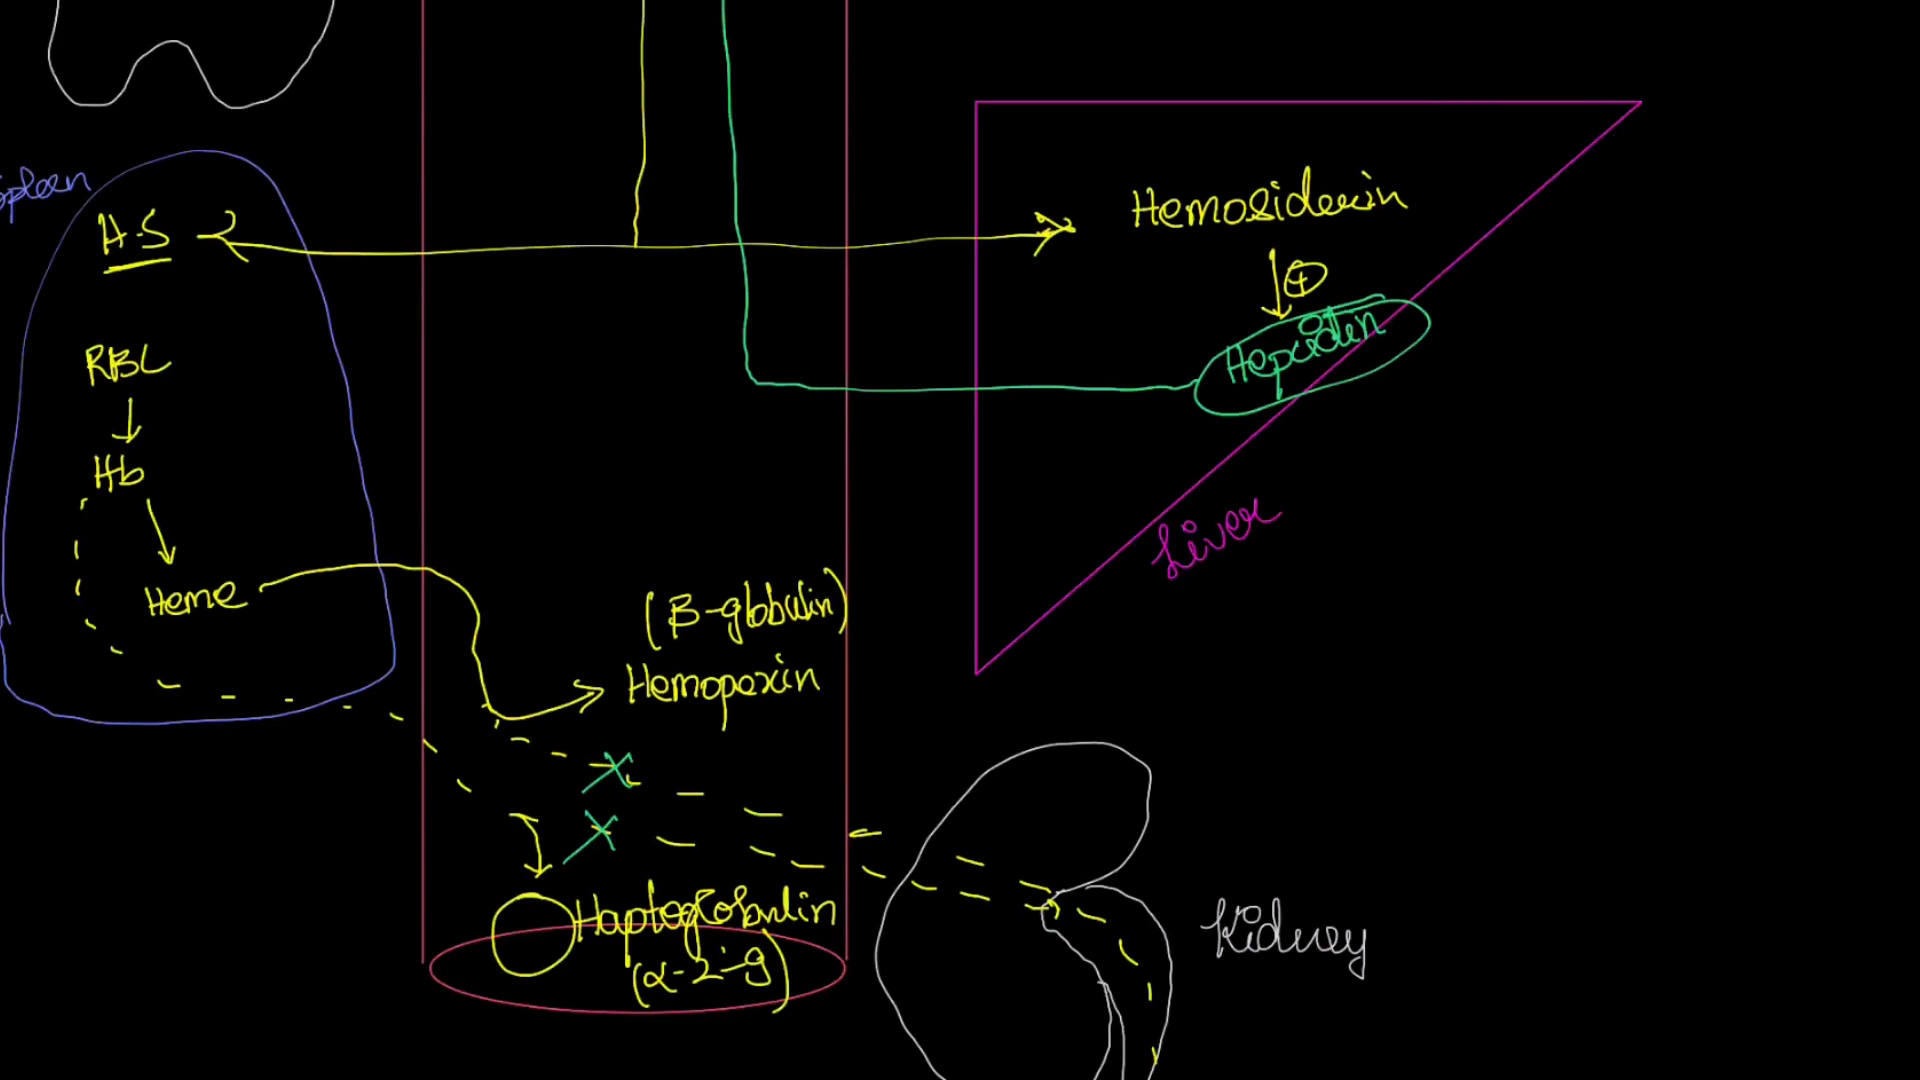 spleen
H-S
RBC
Hb
Heme
Hemosiderin
+
Hepcidin
Liver
(β-globulin)
Hemopexin
Haptoglobulin
(α-2-g)
Kidney